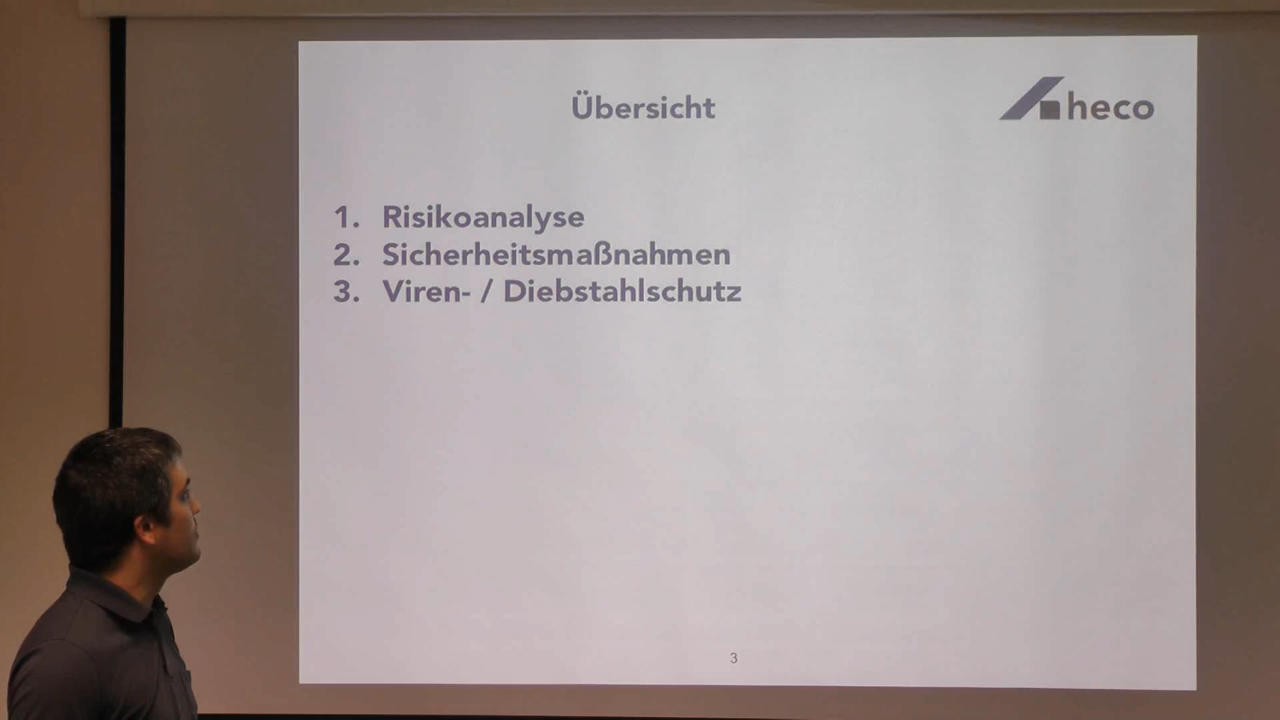 Übersicht
heco
1. Risikoanalyse
2. Sicherheitsmaßnahmen
3. Viren- / Diebstahlschutz
3